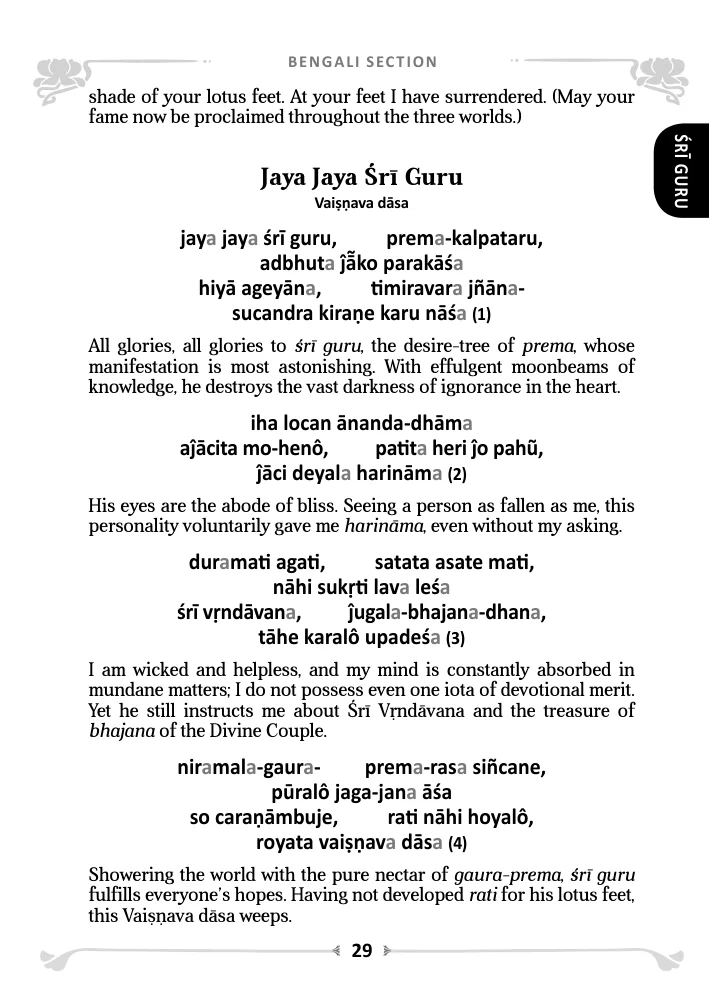 BENGALI SECTION
shade of your lotus feet. At your feet I have surrendered. (May your
fame now be proclaimed throughout the three worlds.)
ŚRĪ GURU
Jaya Jaya Śrī Guru
Vaiṣṇava dāsa
jaya jaya śrī guru, prema-kalpataru,
adbhuta ĵā̃ko parakāśa
hiyā ageyāna, timiravara jñāna-
sucandra kiraṇe karu nāśa (1)
All glories, all glories to śrī guru, the desire-tree of prema, whose
manifestation is most astonishing. With effulgent moonbeams of
knowledge, he destroys the vast darkness of ignorance in the heart.
iha locan ānanda-dhāma
aĵācita mo-henô, patita heri ĵo pahũ,
ĵāci deyala harināma (2)
His eyes are the abode of bliss. Seeing a person as fallen as me, this
personality voluntarily gave me harināma, even without my asking.
duramati agati, satata asate mati,
nāhi sukṛti lava leśa
śrī vṛndāvana, ĵugala-bhajana-dhana,
tāhe karalô upadeśa (3)
I am wicked and helpless, and my mind is constantly absorbed in
mundane matters; I do not possess even one iota of devotional merit.
Yet he still instructs me about Śrī Vṛndāvana and the treasure of
bhajana of the Divine Couple.
niramala-gaura- prema-rasa siñcane,
pūralô jaga-jana āśa
so caraṇāmbuje, rati nāhi hoyalô,
royata vaiṣṇava dāsa (4)
Showering the world with the pure nectar of gaura-prema, śrī guru
fulfills everyone's hopes. Having not developed rati for his lotus feet,
this Vaiṣṇava dāsa weeps.
29